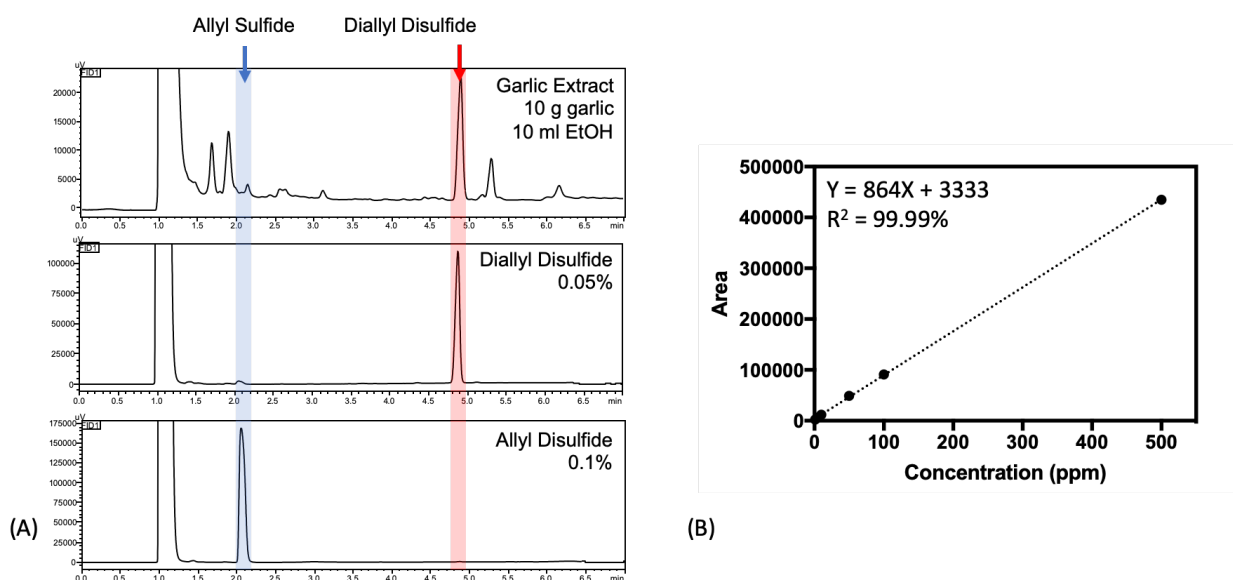 Allyl Sulfide
Diallyl Disulfide
uV
FID1
Garlic Extract
10 g garlic
10 ml EtOH
20000
15000
10000
5000
0
0.0 0.5 1.0 1.5 2.0 2.5 3.0 3.5 4.0 4.5 5.0 5.5 6.0 6.5 min
uV
FID1
Diallyl Disulfide
0.05%
100000
75000
50000
25000
0
0.0 0.5 1.0 1.5 2.0 2.5 3.0 3.5 4.0 4.5 5.0 5.5 6.0 6.5 min
uV
FID1
Allyl Disulfide
0.1%
175000
150000
125000
100000
75000
50000
25000
0
0.0 0.5 1.0 1.5 2.0 2.5 3.0 3.5 4.0 4.5 5.0 5.5 6.0 6.5 min
(A)
Y = 864X + 3333
R² = 99.99%
500000
400000
300000
200000
100000
0
Area
0 100 200 300 400 500
Concentration (ppm)
(B)